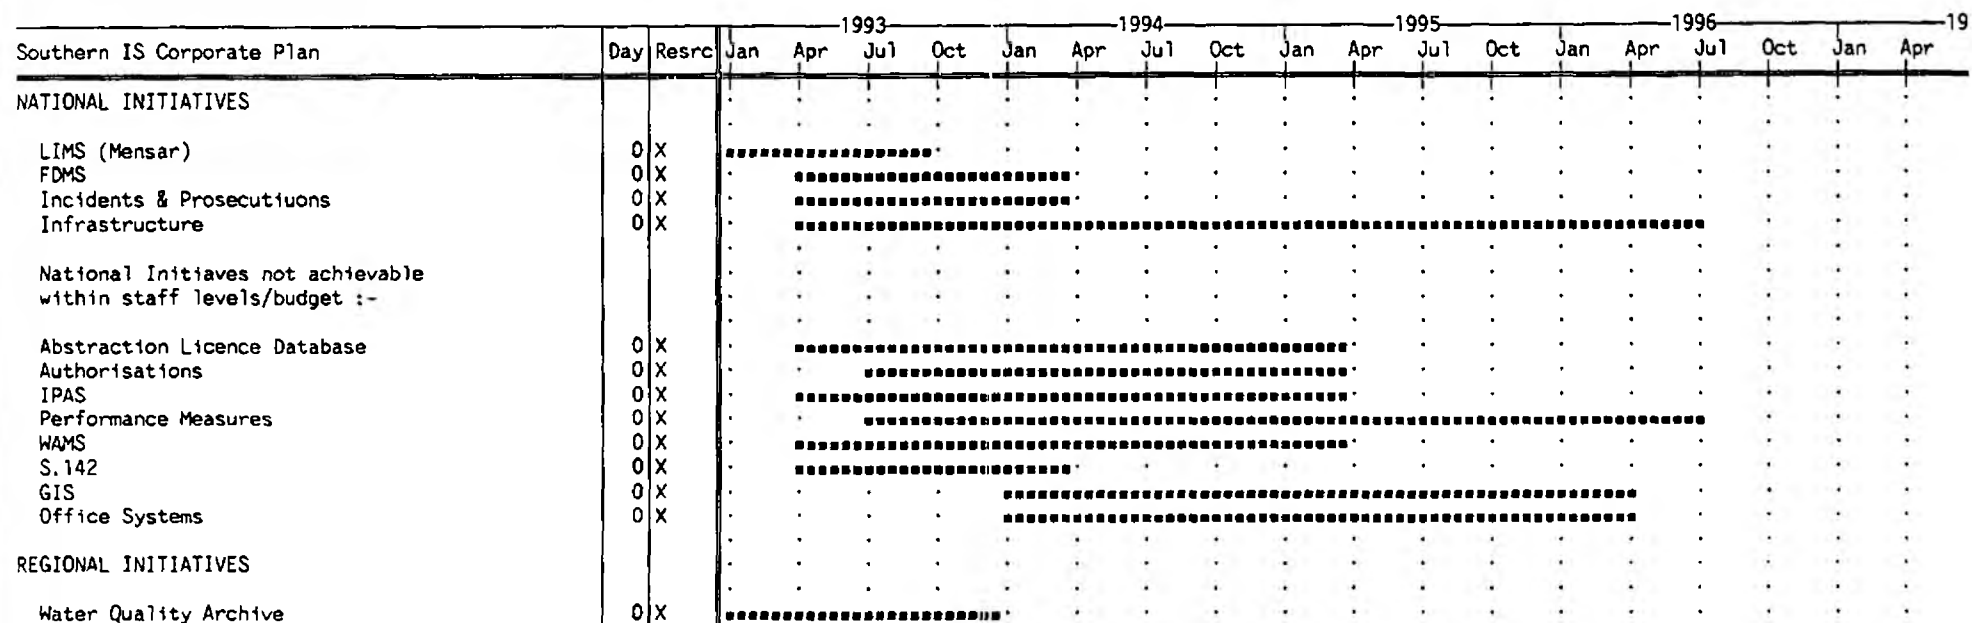 1993 1994 1995 1996 19
Southern IS Corporate Plan Day Resrc Jan Apr Jul Oct Jan Apr Jul Oct Jan Apr Jul Oct Jan Apr Jul Oct Jan Apr
NATIONAL INITIATIVES
LIMS (Mensar) 0 X
FDMS 0 X
Incidents & Prosecutiuons 0 X
Infrastructure 0 X
National Initiaves not achievable
within staff levels/budget :-
Abstraction Licence Database 0 X
Authorisations 0 X
IPAS 0 X
Performance Measures 0 X
WAMS 0 X
S.142 0 X
GIS 0 X
Office Systems 0 X
REGIONAL INITIATIVES
Water Quality Archive 0 X